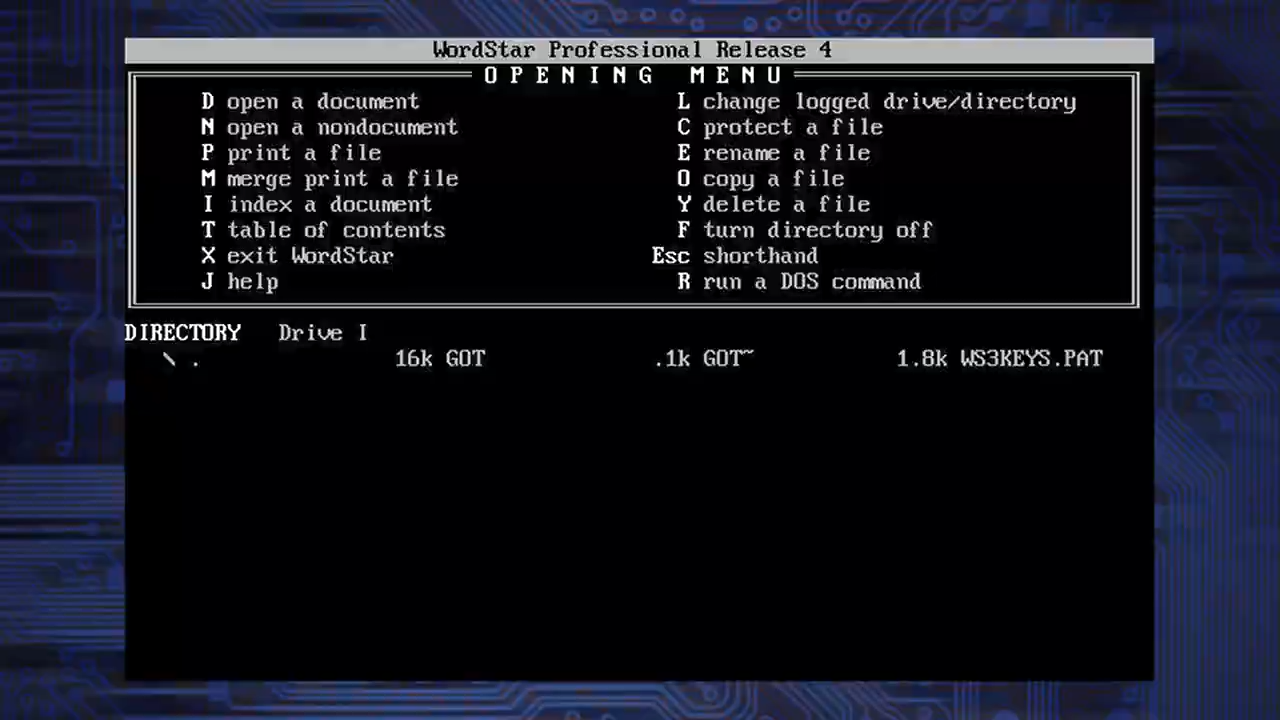 WordStar Professional Release 4
OPENING MENU
D open a document L change logged drive/directory
N open a nondocument C protect a file
P print a file E rename a file
M merge print a file O copy a file
I index a document Y delete a file
T table of contents F turn directory off
X exit WordStar Esc shorthand
J help R run a DOS command
DIRECTORY Drive I
\ . 16k GOT .1k GOT~ 1.8k WS3KEYS.PAT